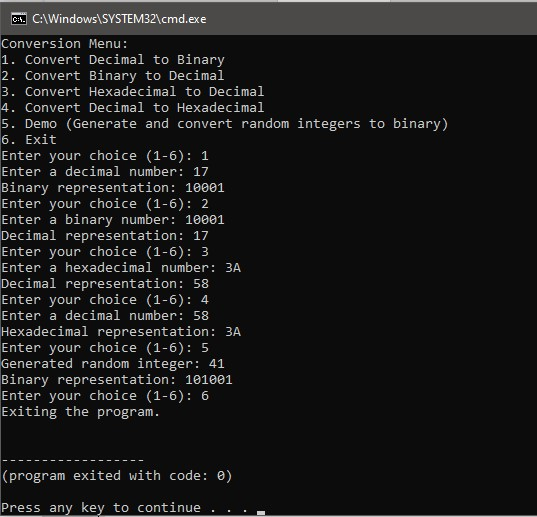 C:\Windows\SYSTEM32\cmd.exe
Conversion Menu:
1. Convert Decimal to Binary
2. Convert Binary to Decimal
3. Convert Hexadecimal to Decimal
4. Convert Decimal to Hexadecimal
5. Demo (Generate and convert random integers to binary)
6. Exit
Enter your choice (1-6): 1
Enter a decimal number: 17
Binary representation: 10001
Enter your choice (1-6): 2
Enter a binary number: 10001
Decimal representation: 17
Enter your choice (1-6): 3
Enter a hexadecimal number: 3A
Decimal representation: 58
Enter your choice (1-6): 4
Enter a decimal number: 58
Hexadecimal representation: 3A
Enter your choice (1-6): 5
Generated random integer: 41
Binary representation: 101001
Enter your choice (1-6): 6
Exiting the program.
------------------
(program exited with code: 0)
Press any key to continue . . .